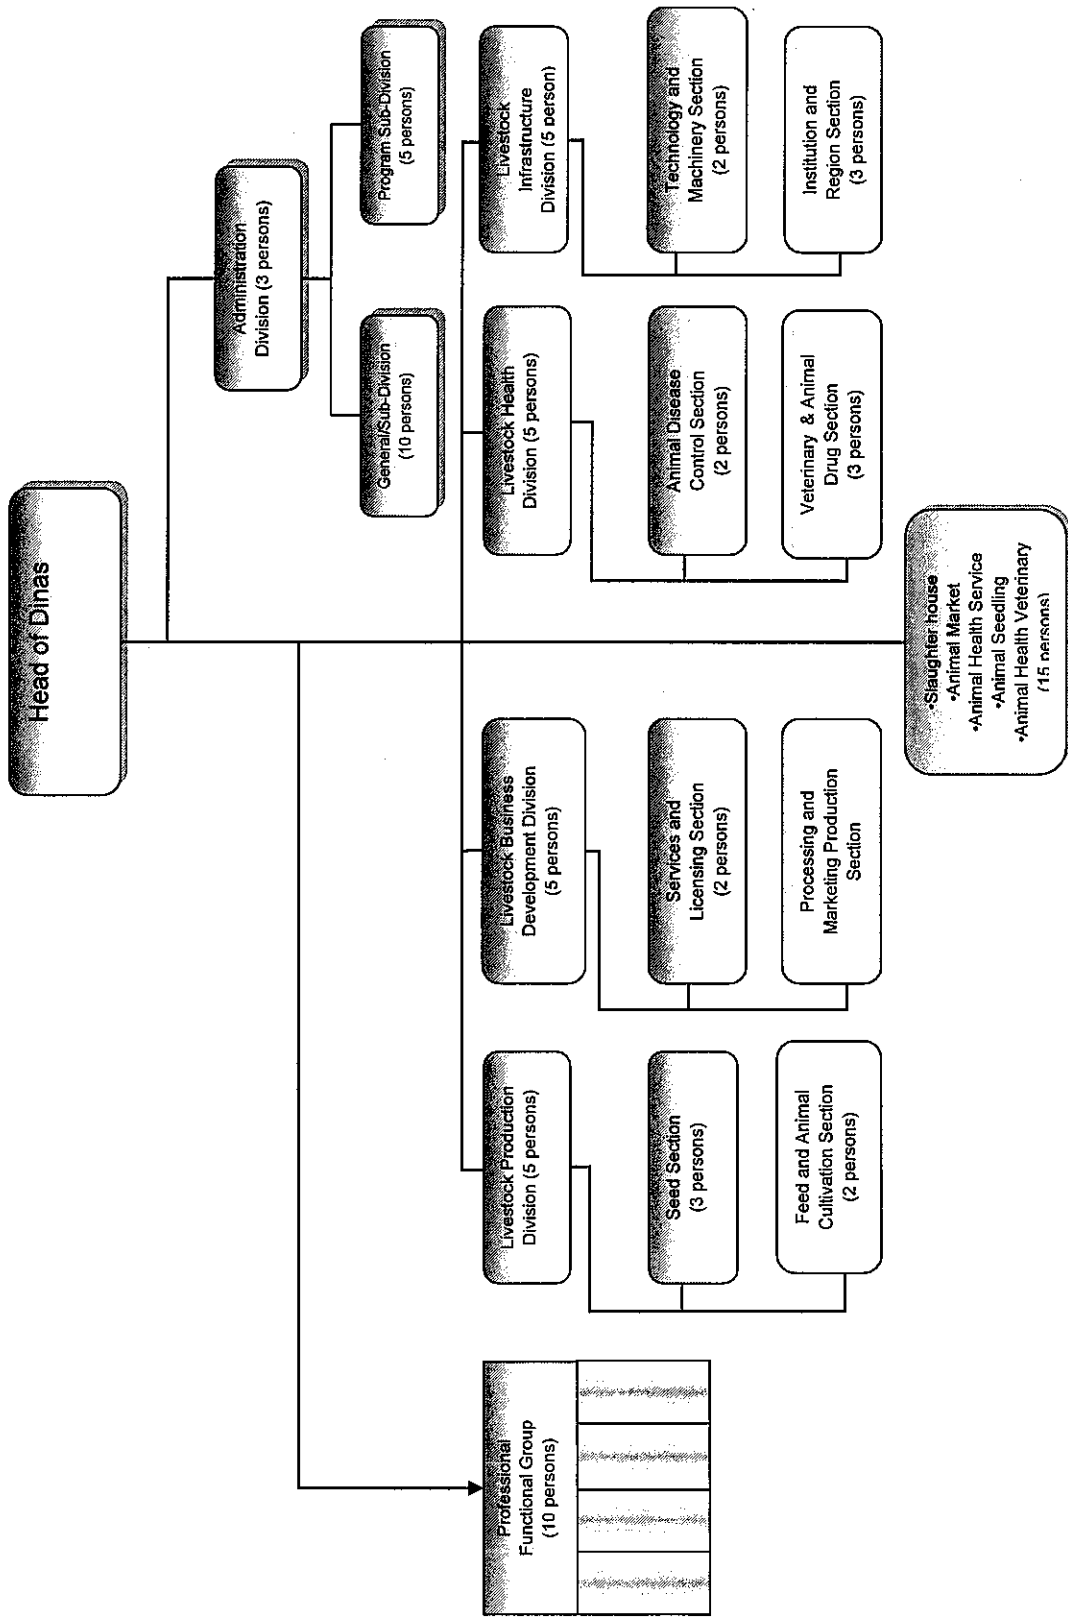 Head of Dinas
Administration
Division (3 persons)
General/Sub-Division
(10 persons)
Program Sub-Division
(5 persons)
Professional
Functional Group
(10 persons)
Livestock Production
Division (5 persons)
Livestock Business
Development Division
(5 persons)
Livestock Health
Division (5 persons)
Livestock
Infrastructure
Division (5 person)
Seed Section
(3 persons)
Services and
Licensing Section
(2 persons)
Animal Disease
Control Section
(2 persons)
Technology and
Machinery Section
(2 persons)
Feed and Animal
Cultivation Section
(2 persons)
Processing and
Marketing Production
Section
Veterinary & Animal
Drug Section
(3 persons)
Institution and
Region Section
(3 persons)
•Slaughter house
•Animal Market
•Animal Health Service
•Animal Seedling
•Animal Health Veterinary
(15 persons)